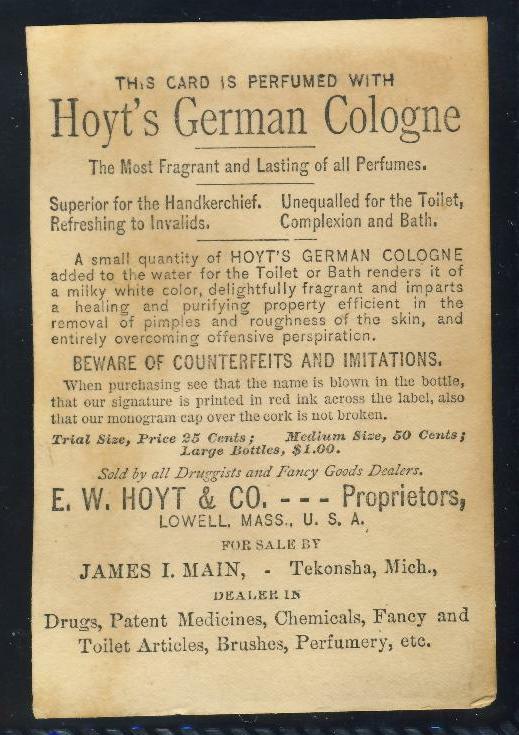 THIS CARD IS PERFUMED WITH
Hoyt's German Cologne
The Most Fragrant and Lasting of all Perfumes.
Superior for the Handkerchief. Unequalled for the Toilet,
Refreshing to Invalids. Complexion and Bath.
A small quantity of HOYT'S GERMAN COLOGNE
added to the water for the Toilet or Bath renders it of
a milky white color, delightfully fragrant and imparts
a healing and purifying property efficient in the
removal of pimples and roughness of the skin, and
entirely overcoming offensive perspiration.
BEWARE OF COUNTERFEITS AND IMITATIONS.
When purchasing see that the name is blown in the bottle,
that our signature is printed in red ink across the label, also
that our monogram cap over the cork is not broken.
Trial Size, Price 25 Cents; Medium Size, 50 Cents;
Large Bottles, $1.00.
Sold by all Druggists and Fancy Goods Dealers.
E. W. HOYT & CO. - - - Proprietors,
LOWELL, MASS., U. S. A.
FOR SALE BY
JAMES I. MAIN, - Tekonsha, Mich.,
DEALER IN
Drugs, Patent Medicines, Chemicals, Fancy and
Toilet Articles, Brushes, Perfumery, etc.